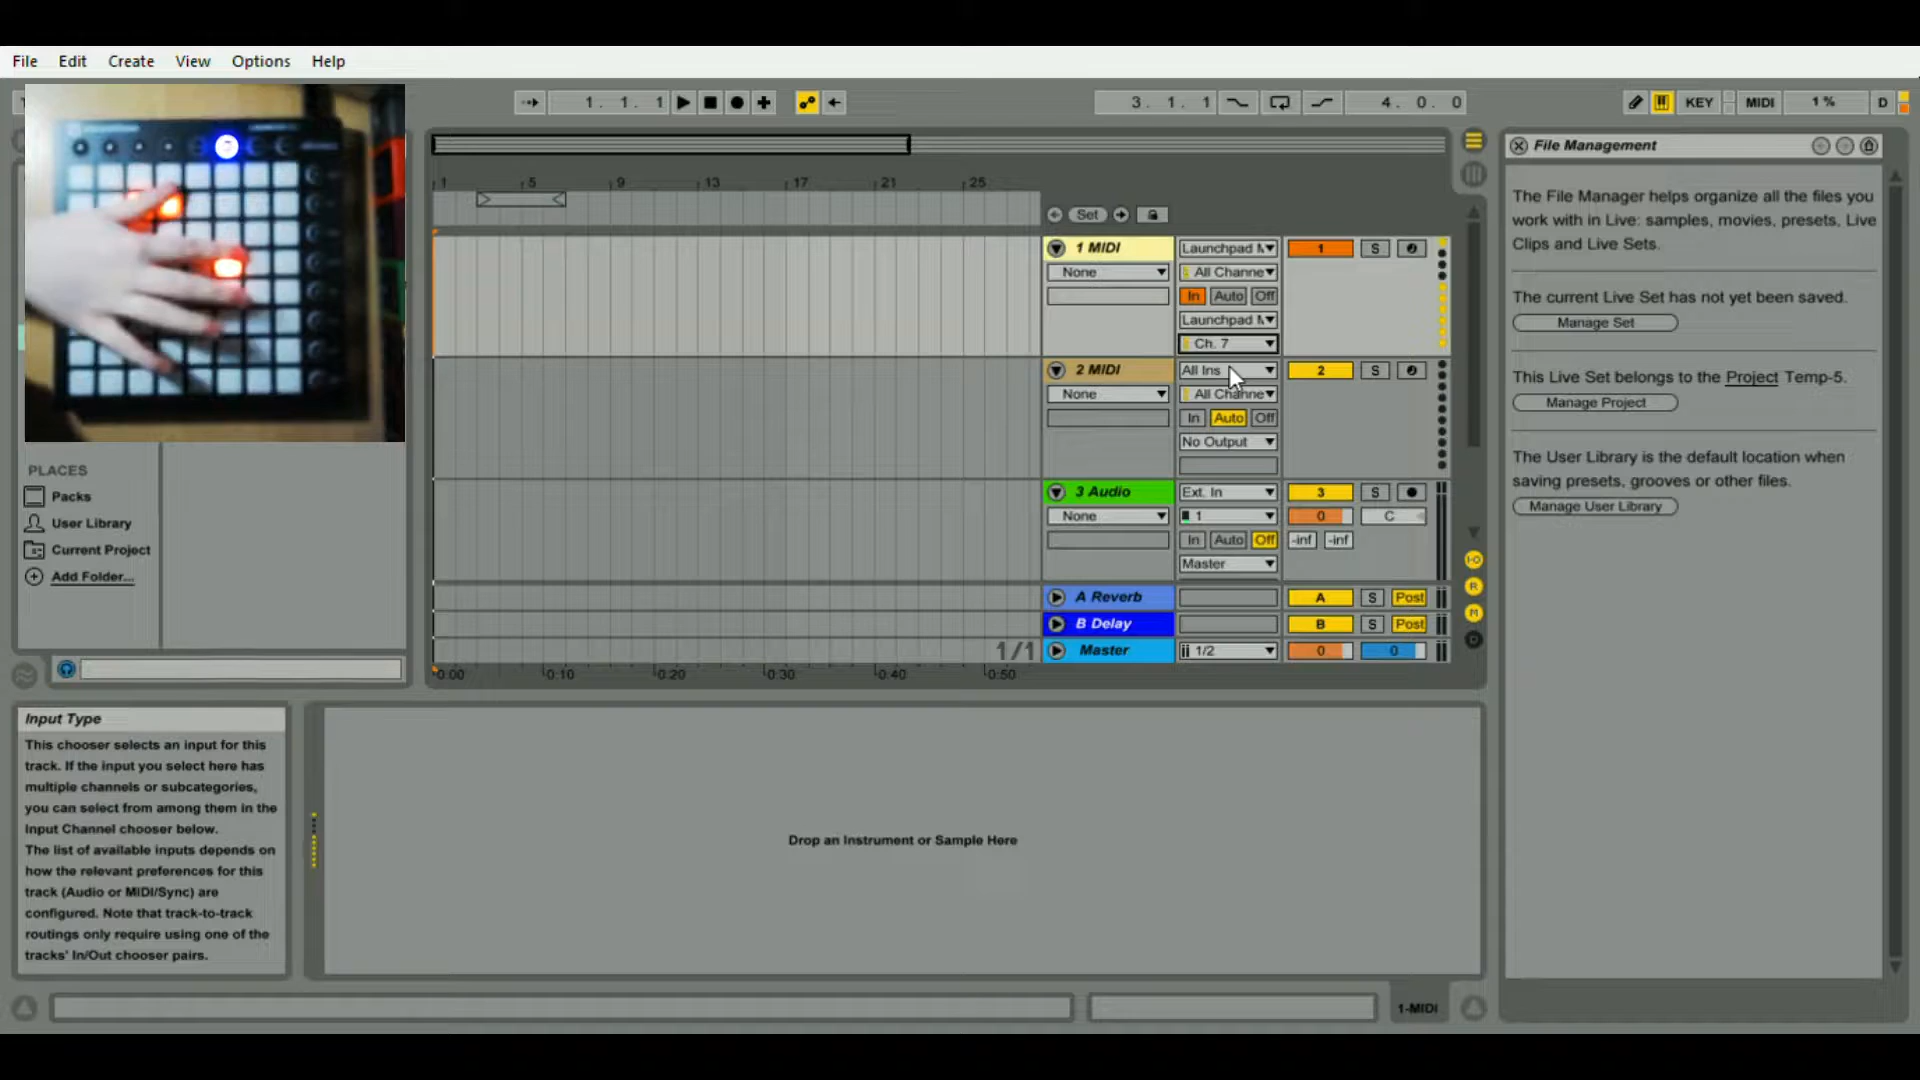 File Edit Create View Options Help
1. 1. 1
3. 1. 1
4. 0. 0
KEY
MIDI
1 %
D
1 5 9 13 17 21 25
Set
1 MIDI
Launchpad
1
S
None
All Channe
In Auto Off
Launchpad
Ch. 7
2 MIDI
All Ins
2
S
None
All Channe
In Auto Off
No Output
3 Audio
Ext. In
3
S
None
1
0
C
In Auto Off
-inf -inf
Master
A Reverb
A
S
Post
B Delay
B
S
Post
1/1
Master
1/2
0
0
0:00 0:10 0:20 0:30 0:40 0:50
I·O
R
M
D
PLACES
Packs
User Library
Current Project
Add Folder...
File Management
The File Manager helps organize all the files you
work with in Live: samples, movies, presets, Live
Clips and Live Sets.
The current Live Set has not yet been saved.
Manage Set
This Live Set belongs to the Project Temp-5.
Manage Project
The User Library is the default location when
saving presets, grooves or other files.
Manage User Library
Input Type
This chooser selects an input for this
track. If the input you select here has
multiple channels or subcategories,
you can select from among them in the
Input Channel chooser below.
The list of available inputs depends on
how the relevant preferences for this
track (Audio or MIDI/Sync) are
configured. Note that track-to-track
routings only require using one of the
tracks' In/Out chooser pairs.
Drop an Instrument or Sample Here
1-MIDI